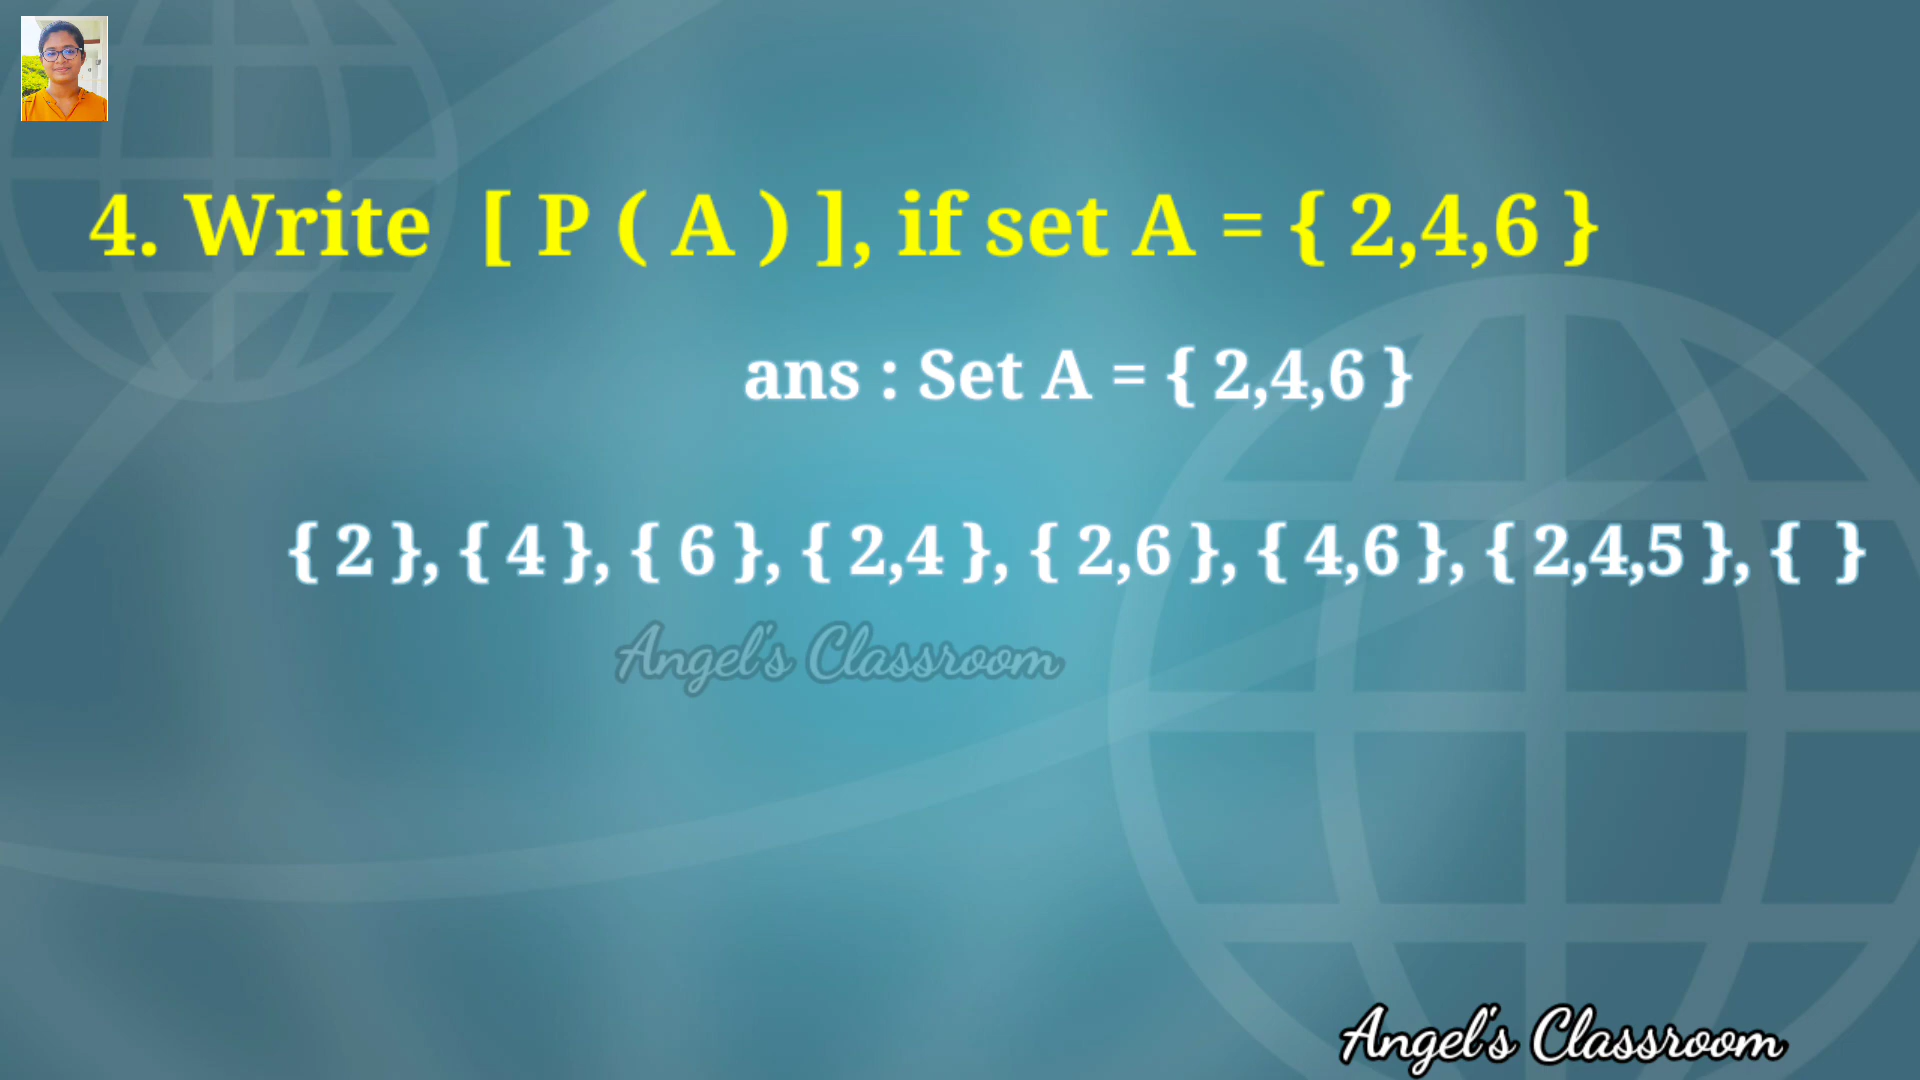 4. Write [ P ( A ) ], if set A = { 2,4,6 }
ans : Set A = { 2,4,6 }
{ 2 }, { 4 }, { 6 }, { 2,4 }, { 2,6 }, { 4,6 }, { 2,4,5 }, { }
Angel's Classroom
Angel's Classroom